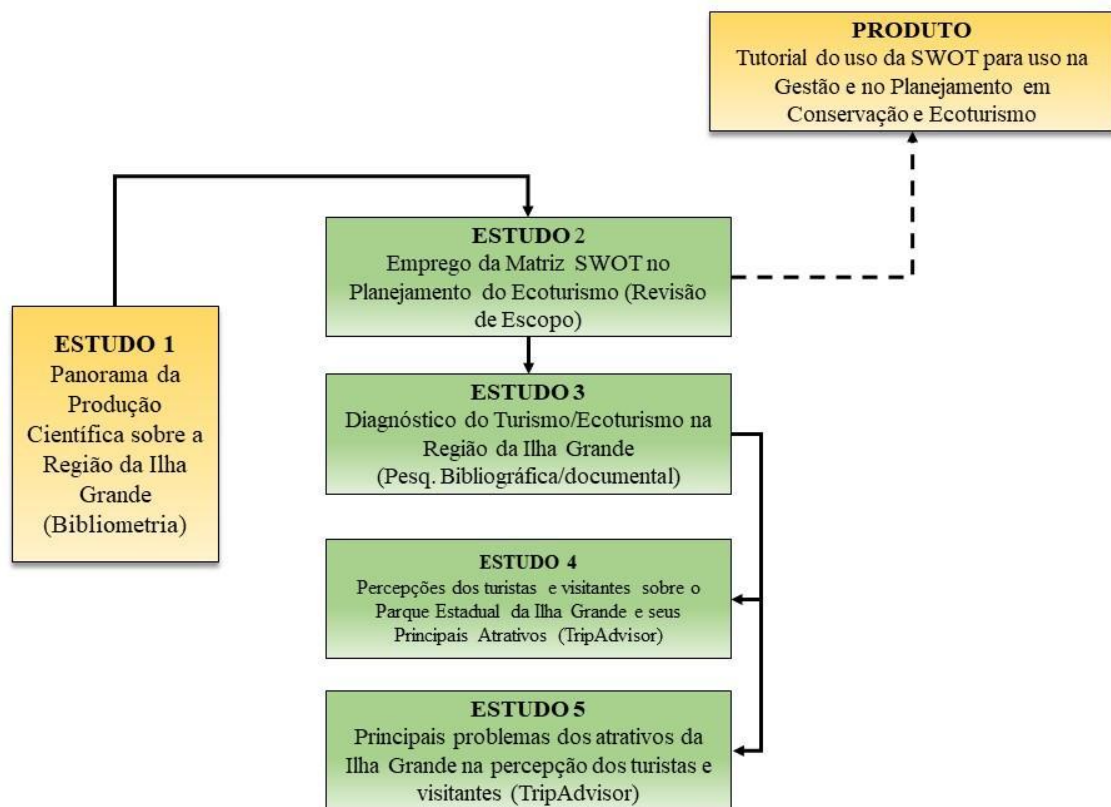 PRODUTO
Tutorial do uso da SWOT para uso na
Gestão e no Planejamento em
Conservação e Ecoturismo
ESTUDO 1
Panorama da
Produção
Científica sobre a
Região da Ilha
Grande
(Bibliometria)
ESTUDO 2
Emprego da Matriz SWOT no
Planejamento do Ecoturismo (Revisão
de Escopo)
ESTUDO 3
Diagnóstico do Turismo/Ecoturismo na
Região da Ilha Grande
(Pesq. Bibliográfica/documental)
ESTUDO 4
Percepções dos turistas e visitantes sobre o
Parque Estadual da Ilha Grande e seus
Principais Atrativos (TripAdvisor)
ESTUDO 5
Principais problemas dos atrativos da
Ilha Grande na percepção dos turistas e
visitantes (TripAdvisor)